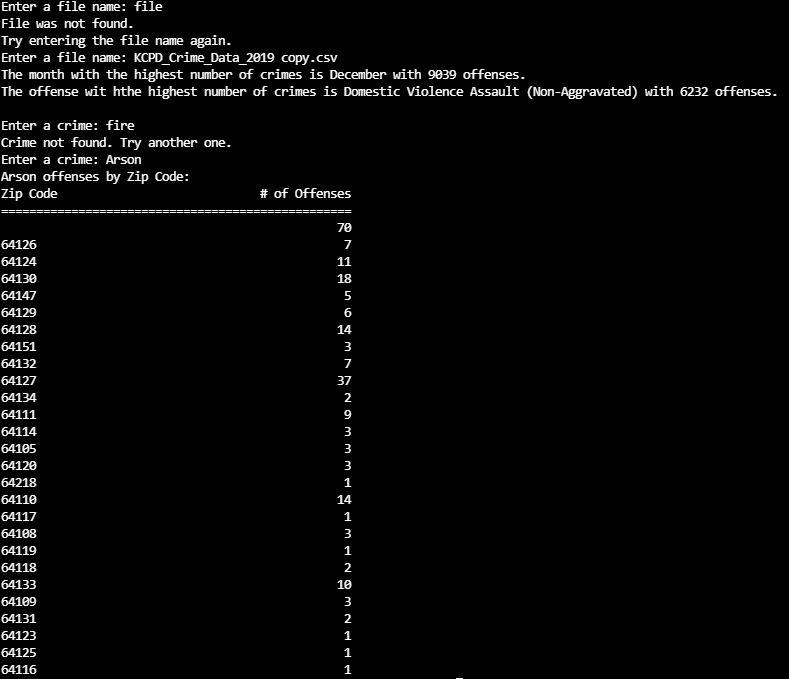 Enter a file name: file
File was not found.
Try entering the file name again.
Enter a file name: KCPD_Crime_Data_2019 copy.csv
The month with the highest number of crimes is December with 9039 offenses.
The offense wit hthe highest number of crimes is Domestic Violence Assault (Non-Aggravated) with 6232 offenses.
Enter a crime: fire
Crime not found. Try another one.
Enter a crime: Arson
Arson offenses by Zip Code:
Zip Code # of Offenses
==================================================
70
64126 7
64124 11
64130 18
64147 5
64129 6
64128 14
64151 3
64132 7
64127 37
64134 2
64111 9
64114 3
64105 3
64120 3
64218 1
64110 14
64117 1
64108 3
64119 1
64118 2
64133 10
64109 3
64131 2
64123 1
64125 1
64116 1